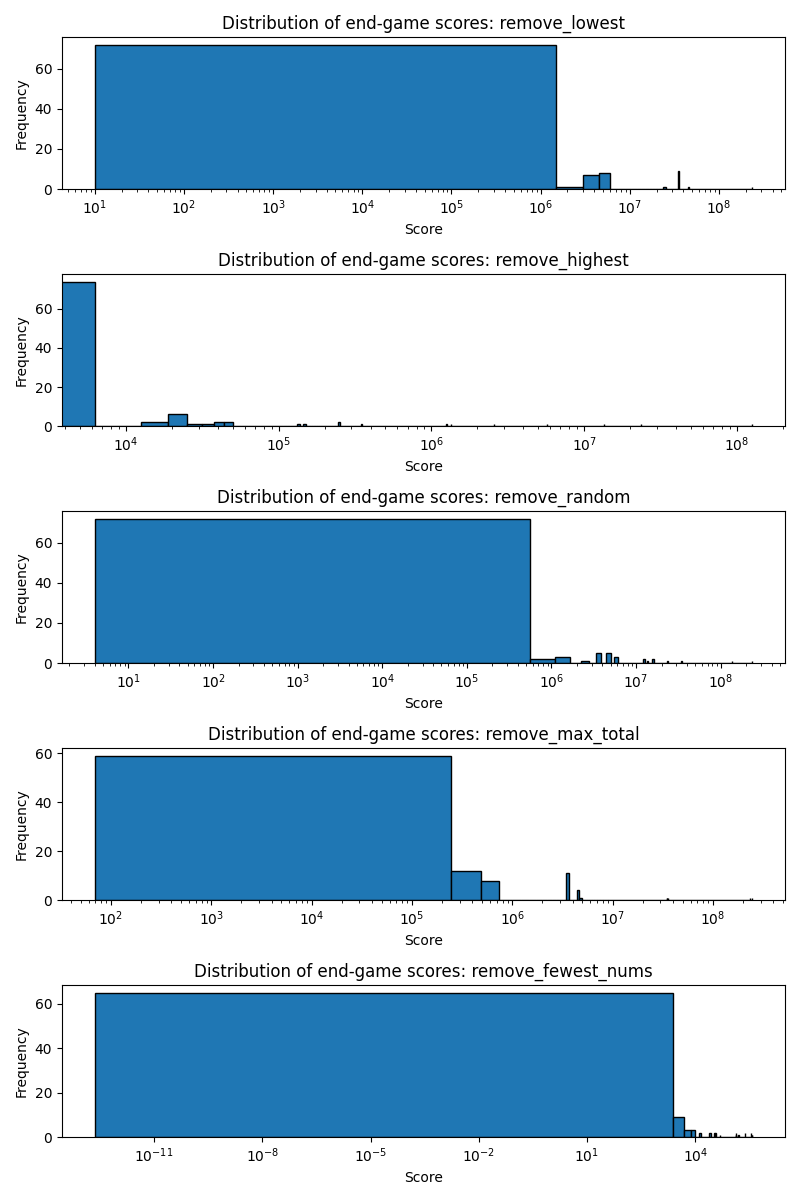 Distribution of end-game scores: remove_lowest
Frequency
60
40
20
0
10¹ 10² 10³ 10⁴ 10⁵ 10⁶ 10⁷ 10⁸
Score
Distribution of end-game scores: remove_highest
Frequency
60
40
20
0
10⁴ 10⁵ 10⁶ 10⁷ 10⁸
Score
Distribution of end-game scores: remove_random
Frequency
60
40
20
0
10¹ 10² 10³ 10⁴ 10⁵ 10⁶ 10⁷ 10⁸
Score
Distribution of end-game scores: remove_max_total
Frequency
60
40
20
0
10² 10³ 10⁴ 10⁵ 10⁶ 10⁷ 10⁸
Score
Distribution of end-game scores: remove_fewest_nums
Frequency
60
40
20
0
10⁻¹¹ 10⁻⁸ 10⁻⁵ 10⁻² 10¹ 10⁴
Score